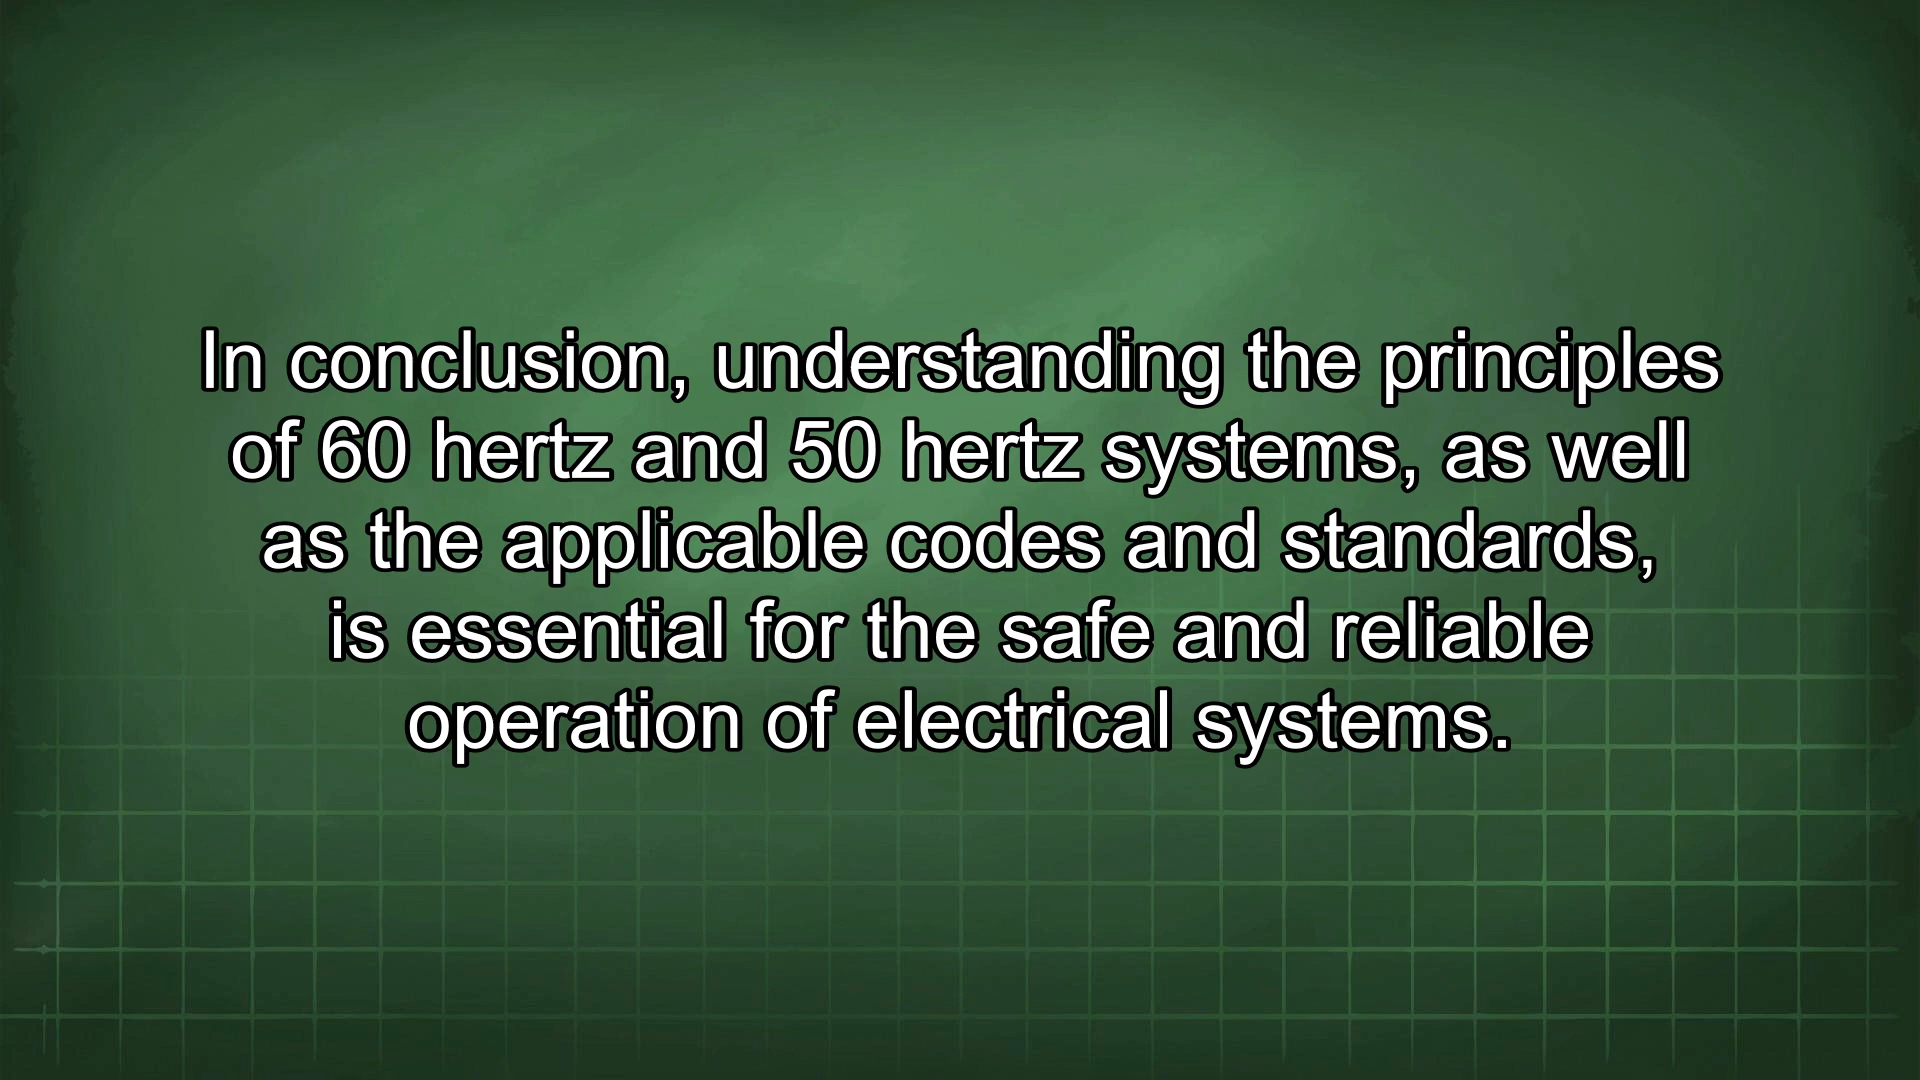 In conclusion, understanding the principles
of 60 hertz and 50 hertz systems, as well
as the applicable codes and standards,
is essential for the safe and reliable
operation of electrical systems.